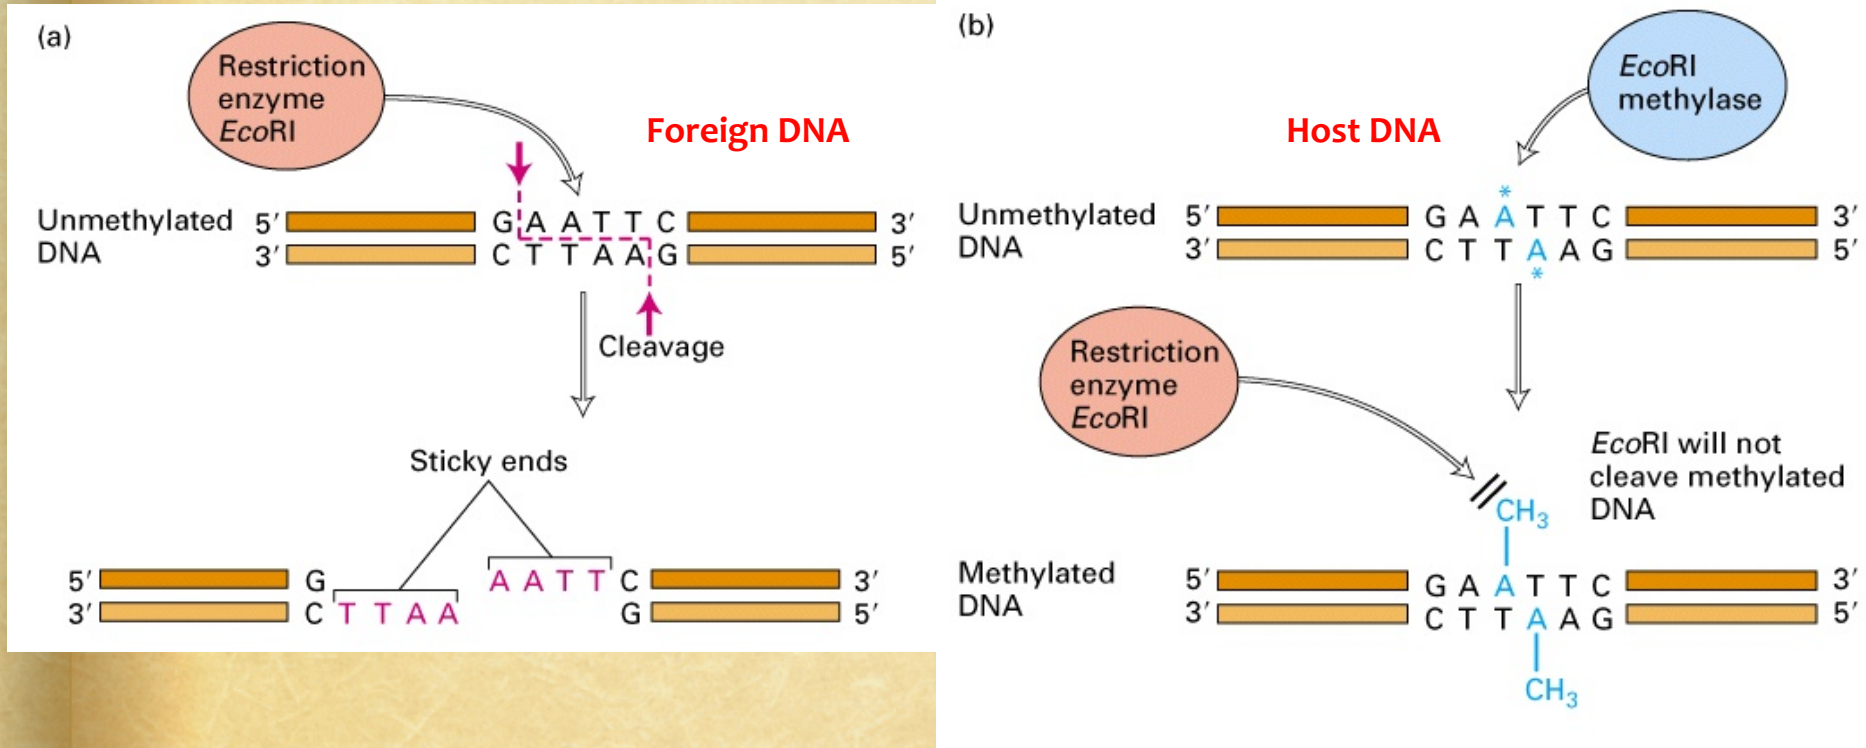 (a)
Restriction
enzyme
EcoRI
Foreign DNA
Unmethylated
DNA
5′ G A A T T C 3′
3′ C T T A A G 5′
Cleavage
Sticky ends
5′ G A A T T C 3′
3′ C T T A A G 5′
(b)
EcoRI
methylase
Host DNA
*
Unmethylated
DNA
5′ G A A T T C 3′
3′ C T T A A G 5′
*
Restriction
enzyme
EcoRI
EcoRI will not
cleave methylated
DNA
CH₃
Methylated
DNA
5′ G A A T T C 3′
3′ C T T A A G 5′
CH₃